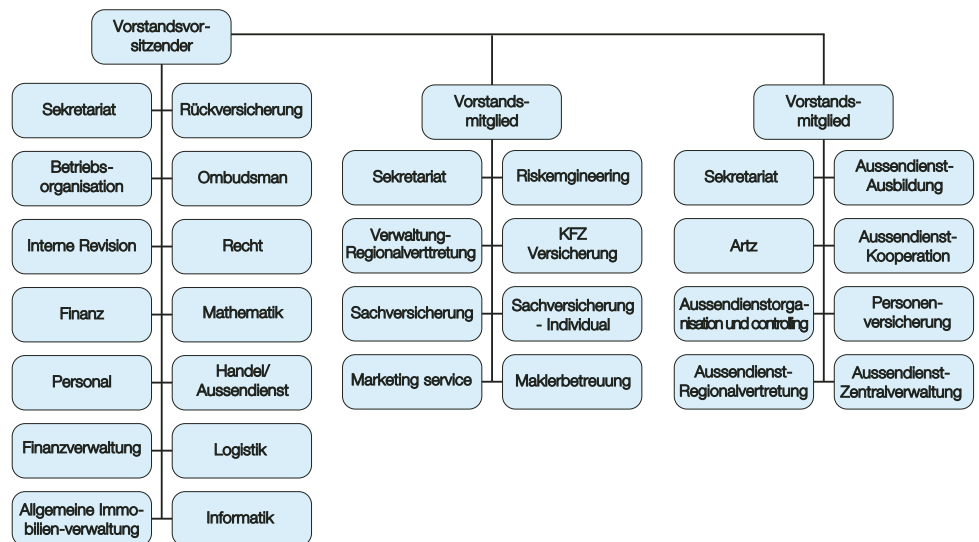 Vorstandsvor-
sitzender
Sekretariat
Rückversicherung
Betriebs-
organisation
Ombudsman
Interne Revision
Recht
Finanz
Mathematik
Personal
Handel/
Aussendienst
Finanzverwaltung
Logistik
Allgemeine Immo-
bilien-verwaltung
Informatik
Vorstands-
mitglied
Sekretariat
Riskemgineering
Verwaltung-
Regionalverttretung
KFZ
Versicherung
Sachversicherung
Sachversicherung
- Individual
Marketing service
Maklerbetreuung
Vorstands-
mitglied
Sekretariat
Aussendienst-
Ausbildung
Artz
Aussendienst-
Kooperation
Aussendienstorga-
nisation und controlling
Personen-
versicherung
Aussendienst-
Regionalvertretung
Aussendienst-
Zentralverwaltung